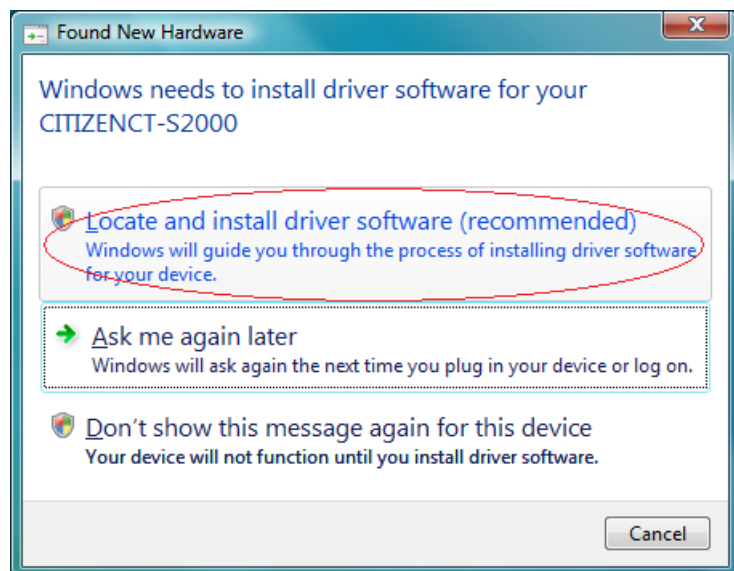 Found New Hardware
Windows needs to install driver software for your
CITIZENCT-S2000
Locate and install driver software (recommended)
Windows will guide you through the process of installing driver software
for your device.
Ask me again later
Windows will ask again the next time you plug in your device or log on.
Don't show this message again for this device
Your device will not function until you install driver software.
Cancel